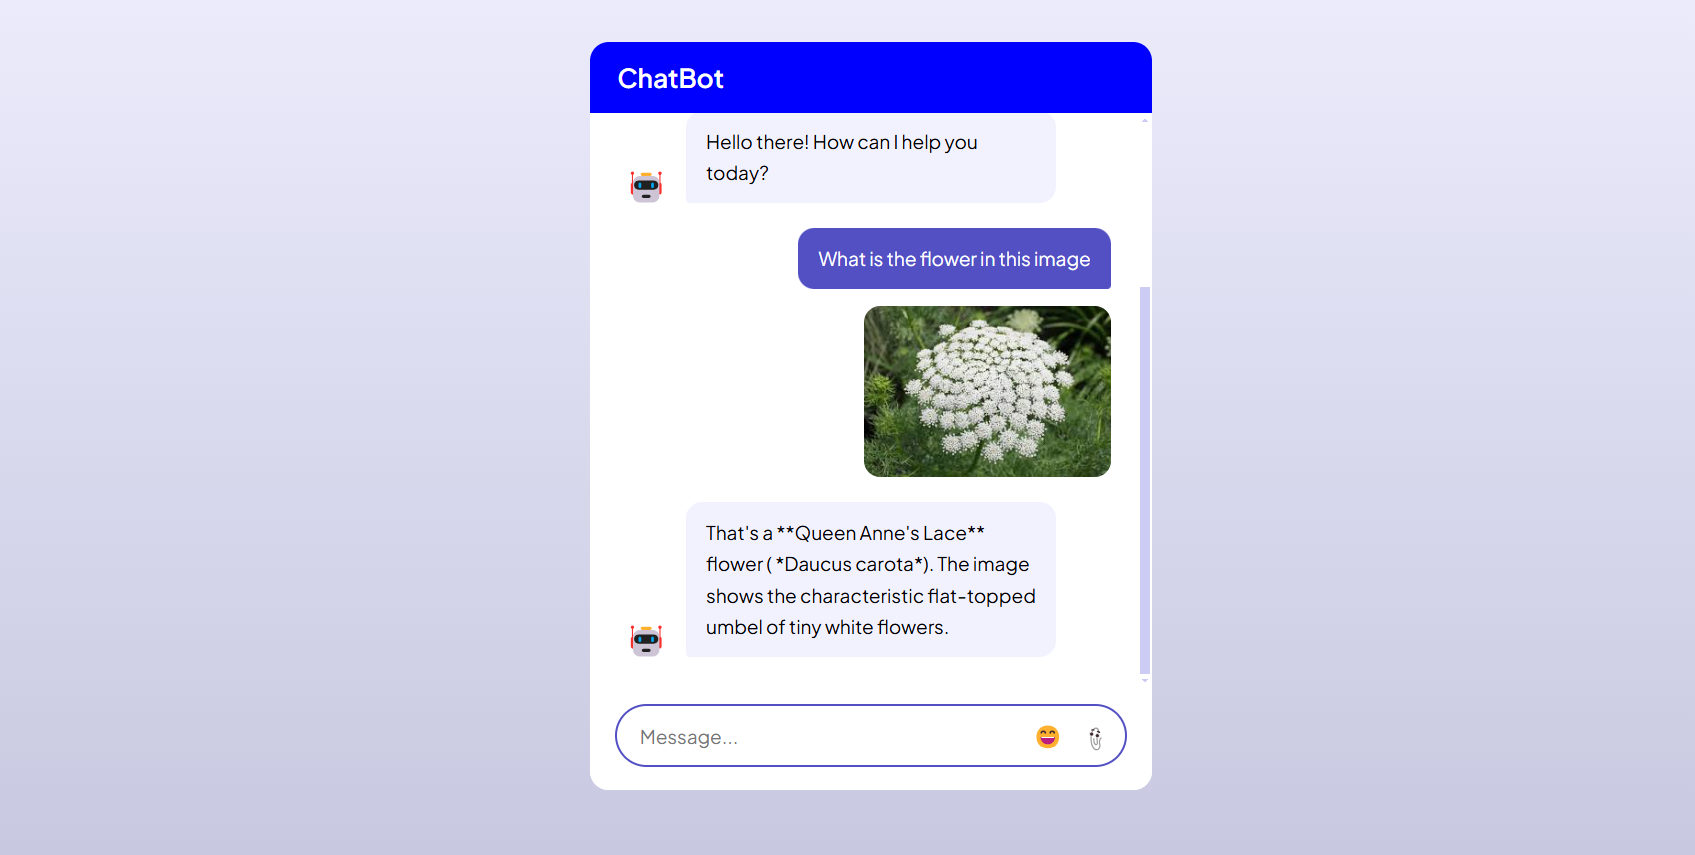 ChatBot
Hello there! How can I help you
today?
What is the flower in this image
That's a **Queen Anne's Lace**
flower ( *Daucus carota*). The image
shows the characteristic flat-topped
umbel of tiny white flowers.
Message...